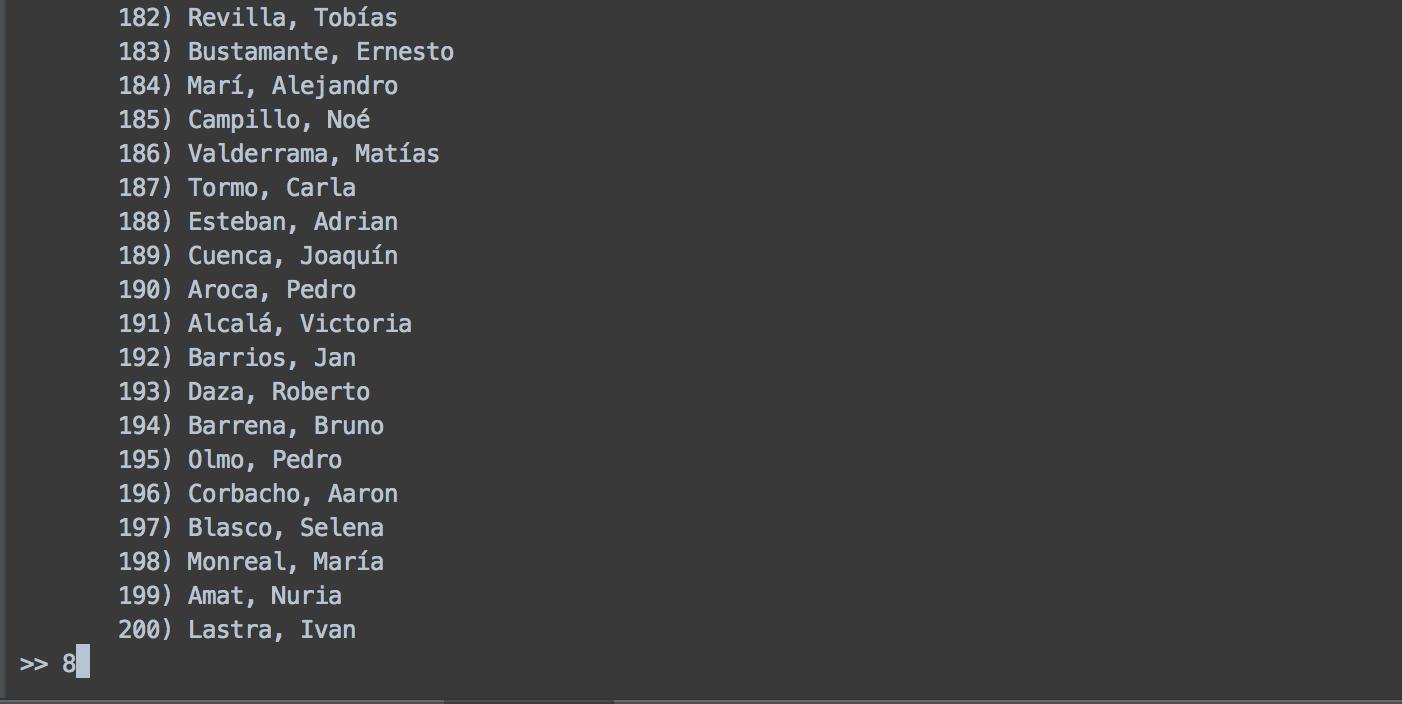 182) Revilla, Tobías
183) Bustamante, Ernesto
184) Marí, Alejandro
185) Campillo, Noé
186) Valderrama, Matías
187) Tormo, Carla
188) Esteban, Adrian
189) Cuenca, Joaquín
190) Aroca, Pedro
191) Alcalá, Victoria
192) Barrios, Jan
193) Daza, Roberto
194) Barrena, Bruno
195) Olmo, Pedro
196) Corbacho, Aaron
197) Blasco, Selena
198) Monreal, María
199) Amat, Nuria
200) Lastra, Ivan
>> 8